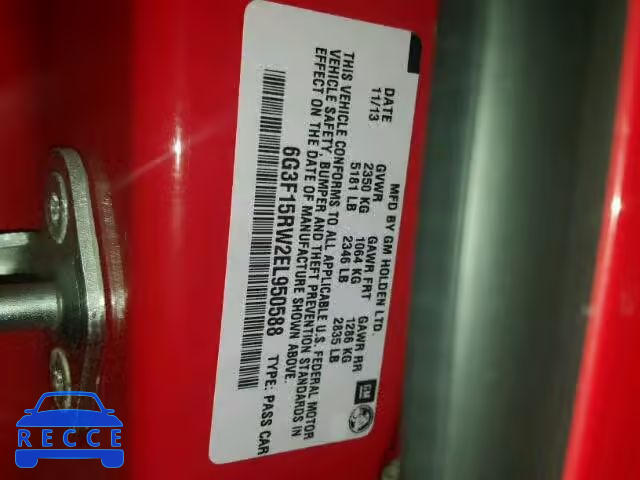 MFD BY GM HOLDEN LTD.
DATE GVWR GAWR FRT GAWR RR
11/13 2350 KG 1064 KG 1286 KG
5181 LB 2346 LB 2835 LB
THIS VEHICLE CONFORMS TO ALL APPLICABLE U.S. FEDERAL MOTOR
VEHICLE SAFETY, BUMPER AND THEFT PREVENTION STANDARDS IN
EFFECT ON THE DATE OF MANUFACTURE SHOWN ABOVE.
6G3F15RW2EL950588 TYPE: PASS CAR
GM
RECCE